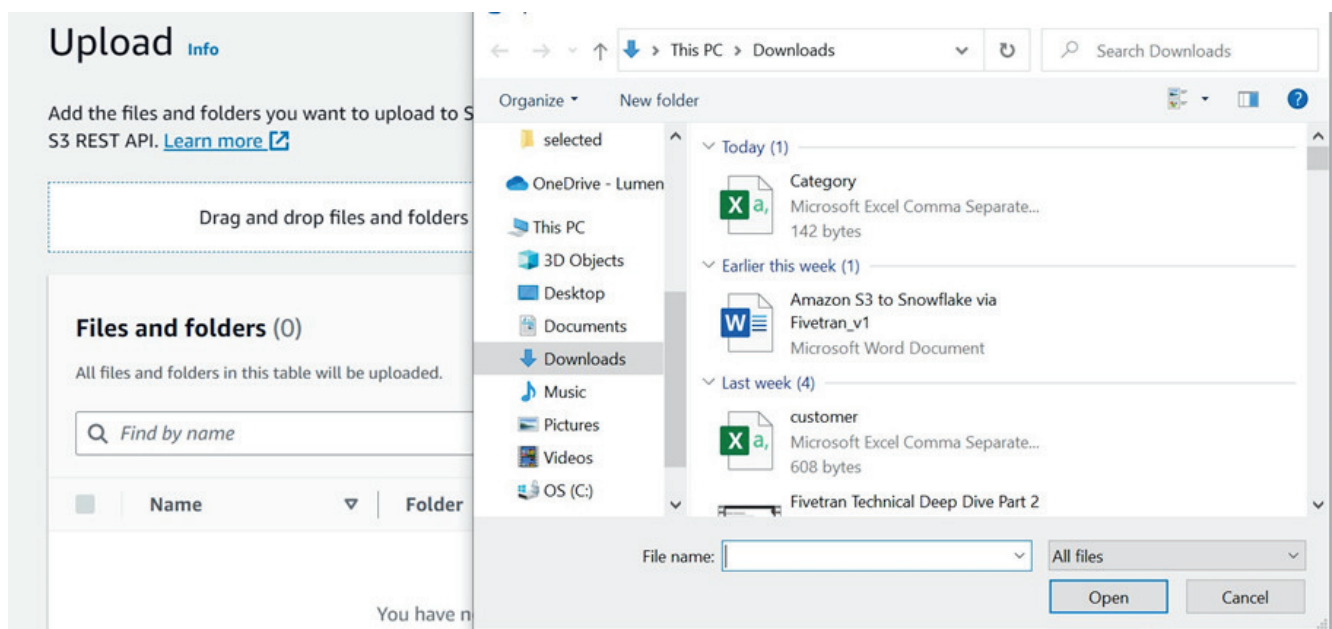 Upload Info
Add the files and folders you want to upload to S
S3 REST API. Learn more
Drag and drop files and folders
Files and folders (0)
All files and folders in this table will be uploaded.
Find by name
Name
Folder
You have n
This PC > Downloads
Search Downloads
Organize
New folder
selected
OneDrive - Lumen
This PC
3D Objects
Desktop
Documents
Downloads
Music
Pictures
Videos
OS (C:)
Today (1)
Category
Microsoft Excel Comma Separate...
142 bytes
Earlier this week (1)
Amazon S3 to Snowflake via
Fivetran_v1
Microsoft Word Document
Last week (4)
customer
Microsoft Excel Comma Separate...
608 bytes
Fivetran Technical Deep Dive Part 2
File name:
All files
Open
Cancel